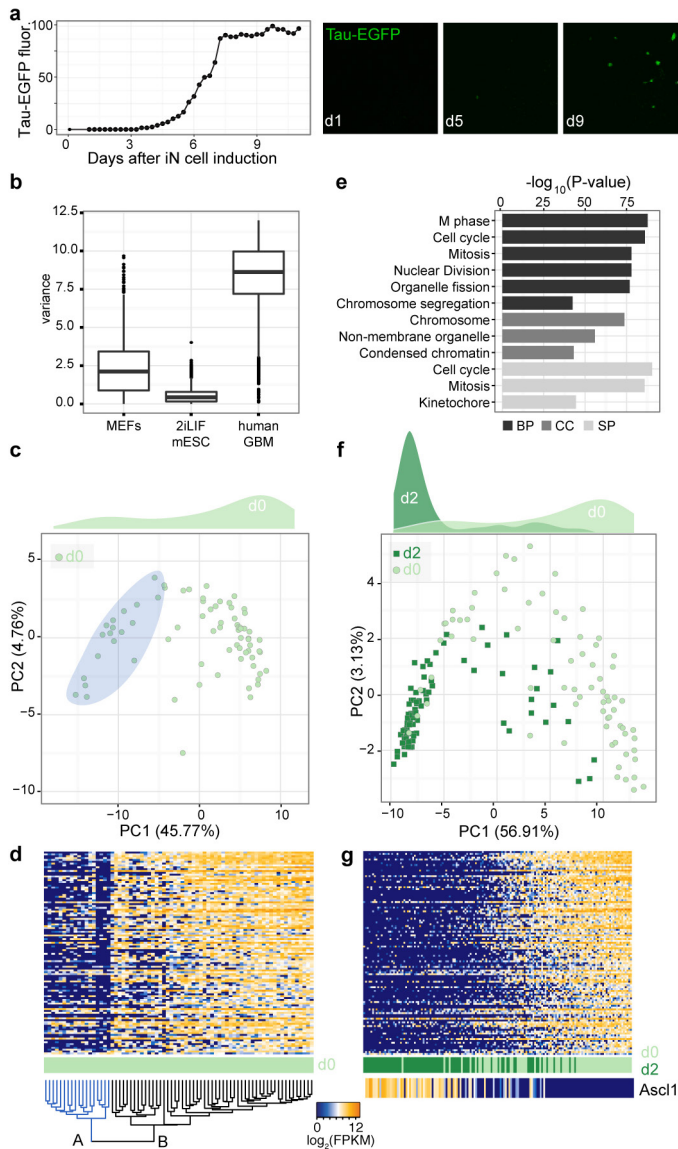 a
Tau-EGFP fluor.
100
50
0
0 3 6 9
Days after iN cell induction
Tau-EGFP
d1
d5
d9
b
variance
12.5
10.0
7.5
5.0
2.5
0.0
MEFs
2iLIF
mESC
human
GBM
e
-log10(P-value)
0 25 50 75
M phase
Cell cycle
Mitosis
Nuclear Division
Organelle fission
Chromosome segregation
Chromosome
Non-membrane organelle
Condensed chromatin
Cell cycle
Mitosis
Kinetochore
BP CC SP
c
d0
d0
PC2 (4.76%)
5
0
−5
−10
−10 0 10
PC1 (45.77%)
f
d2
d0
d2
d0
PC2 (3.13%)
4
2
0
−2
−10 −5 0 5 10
PC1 (56.91%)
d
d0
A B
0 12
log2(FPKM)
g
d0
d2
Ascl1